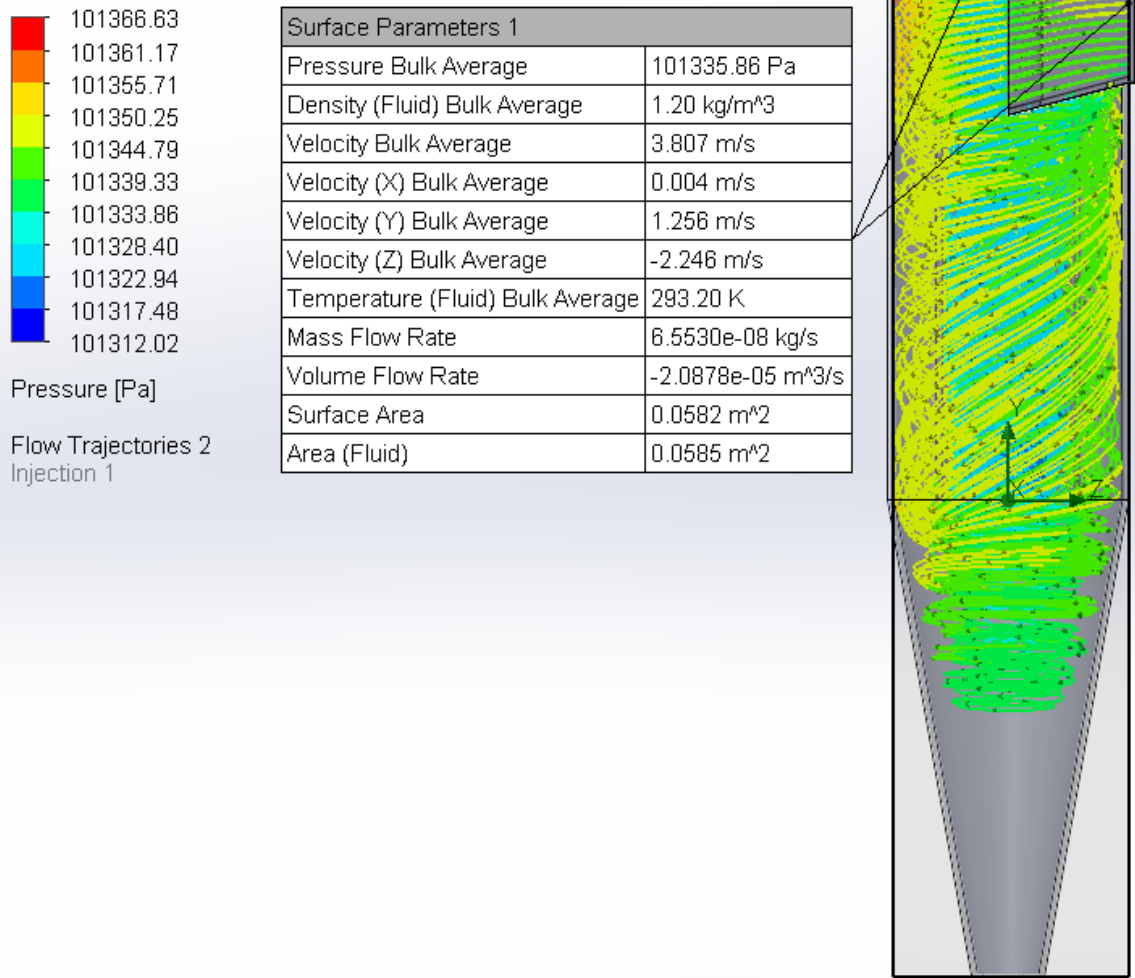 101366.63
101361.17
101355.71
101350.25
101344.79
101339.33
101333.86
101328.40
101322.94
101317.48
101312.02
Pressure [Pa]
Flow Trajectories 2
Injection 1
Surface Parameters 1
Pressure Bulk Average 101335.86 Pa
Density (Fluid) Bulk Average 1.20 kg/m^3
Velocity Bulk Average 3.807 m/s
Velocity (X) Bulk Average 0.004 m/s
Velocity (Y) Bulk Average 1.256 m/s
Velocity (Z) Bulk Average -2.246 m/s
Temperature (Fluid) Bulk Average 293.20 K
Mass Flow Rate 6.5530e-08 kg/s
Volume Flow Rate -2.0878e-05 m^3/s
Surface Area 0.0582 m^2
Area (Fluid) 0.0585 m^2
Y
X
Z